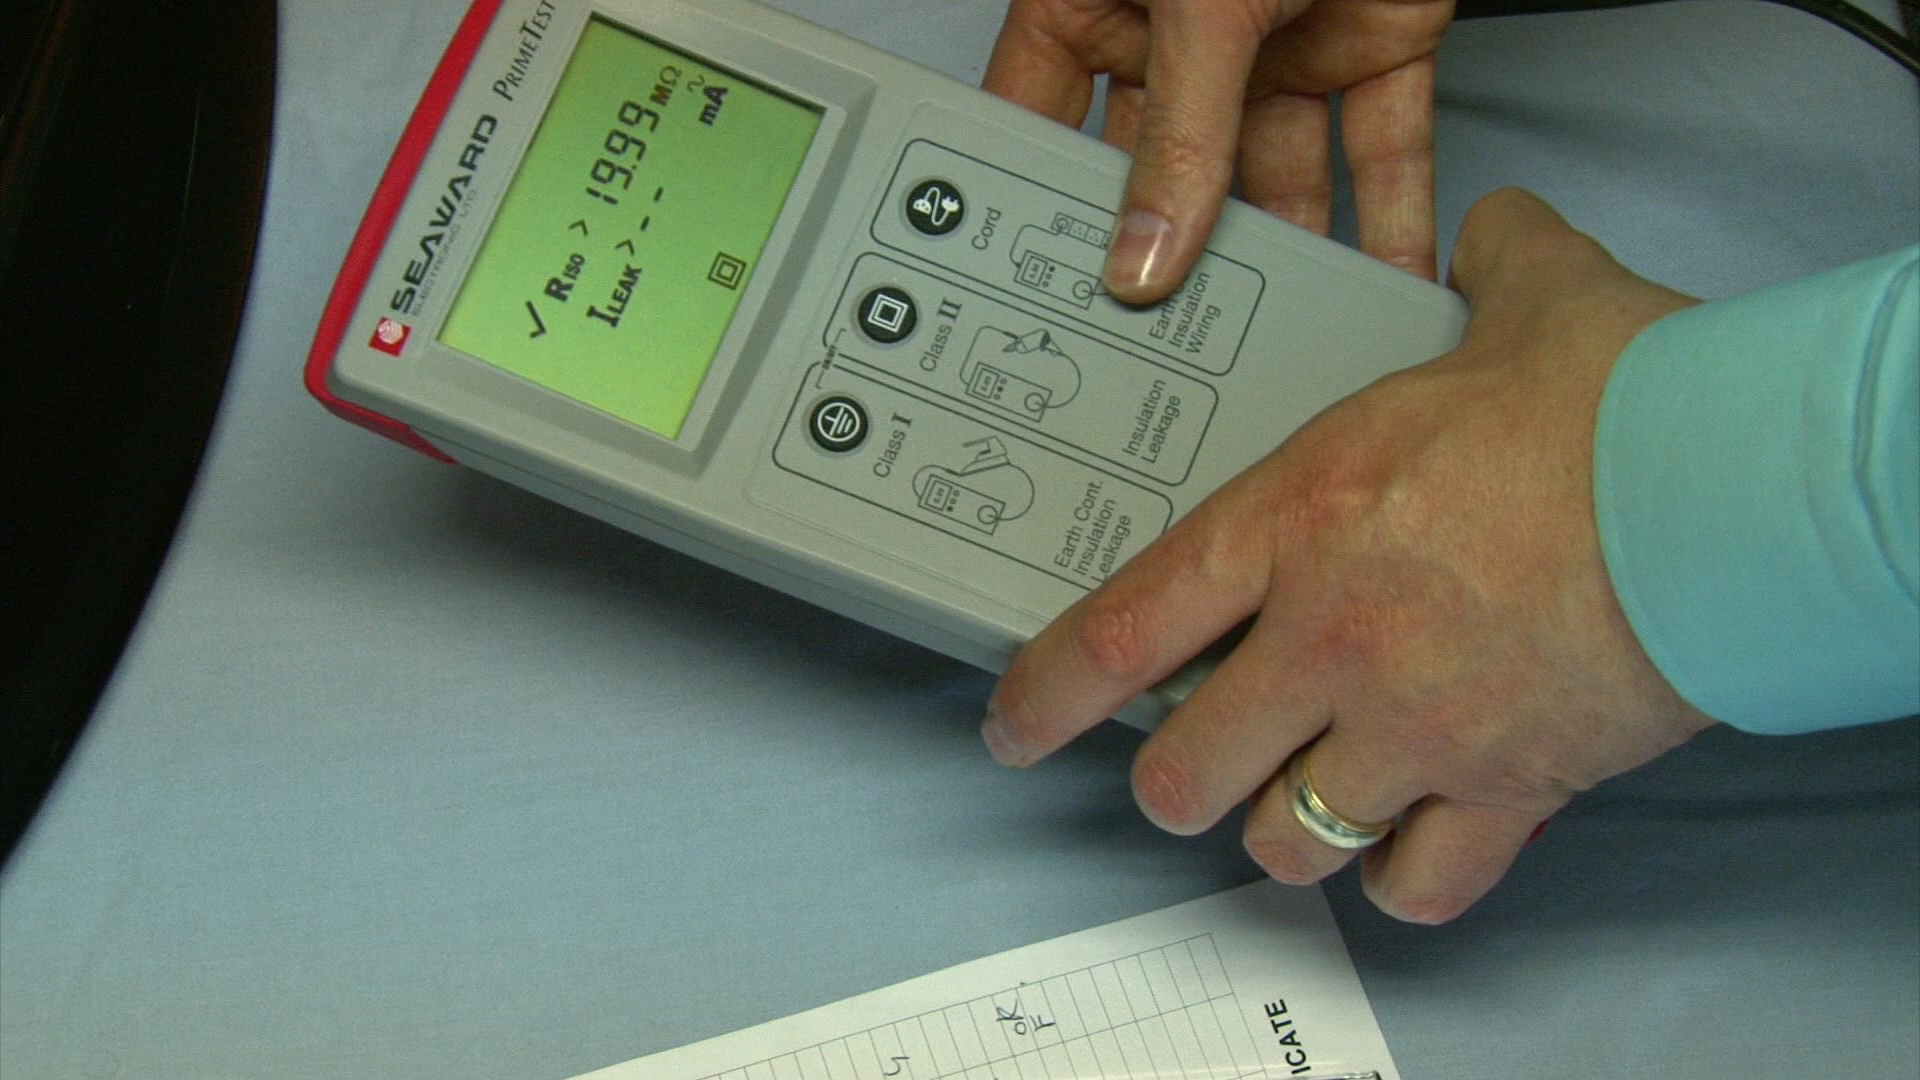 SEAWARD
ELECTRONIC LTD.
PRIMETEST
✓ RISO > 19.99 MΩ
ILEAK > - - - mA
Cord
Insulation
Wiring
Class II
Insulation
Leakage
Class I
Earth Cont.
Insulation
Leakage
OK.
F
ICATE